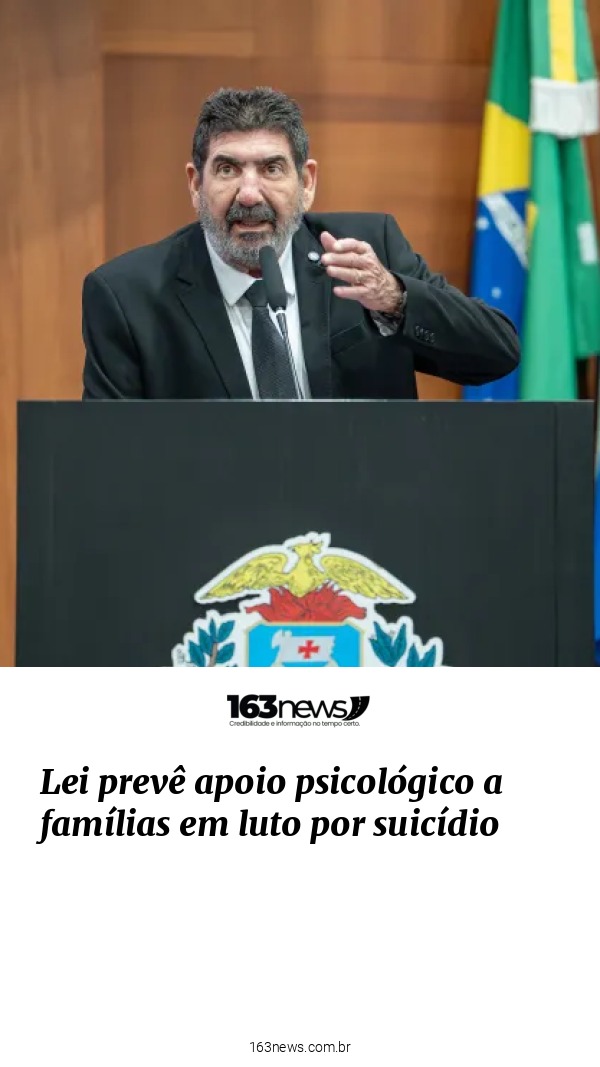 163news
Credibilidade e informação no tempo certo.
Lei prevê apoio psicológico a
famílias em luto por suicídio
163news.com.br